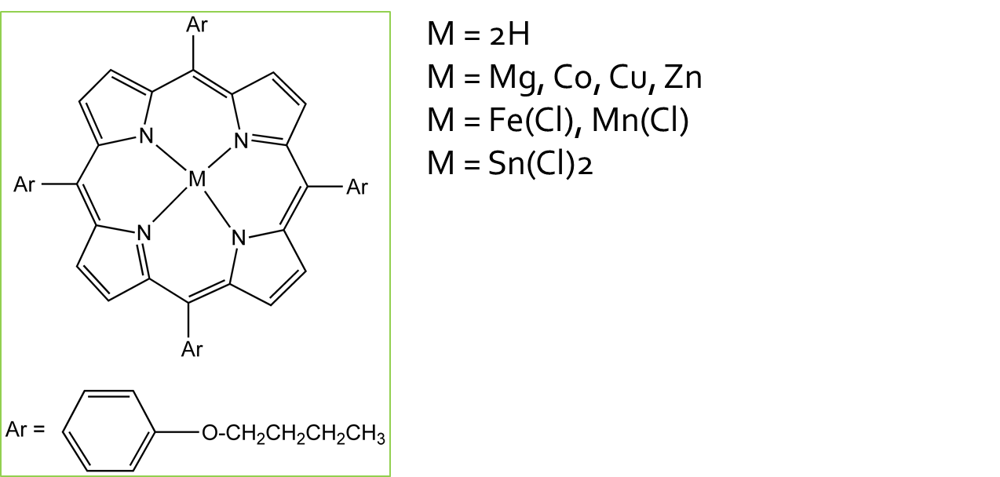 Ar
N N
M
Ar Ar
N N
Ar
Ar = O-CH₂CH₂CH₂CH₃
M = 2H
M = Mg, Co, Cu, Zn
M = Fe(Cl), Mn(Cl)
M = Sn(Cl)2